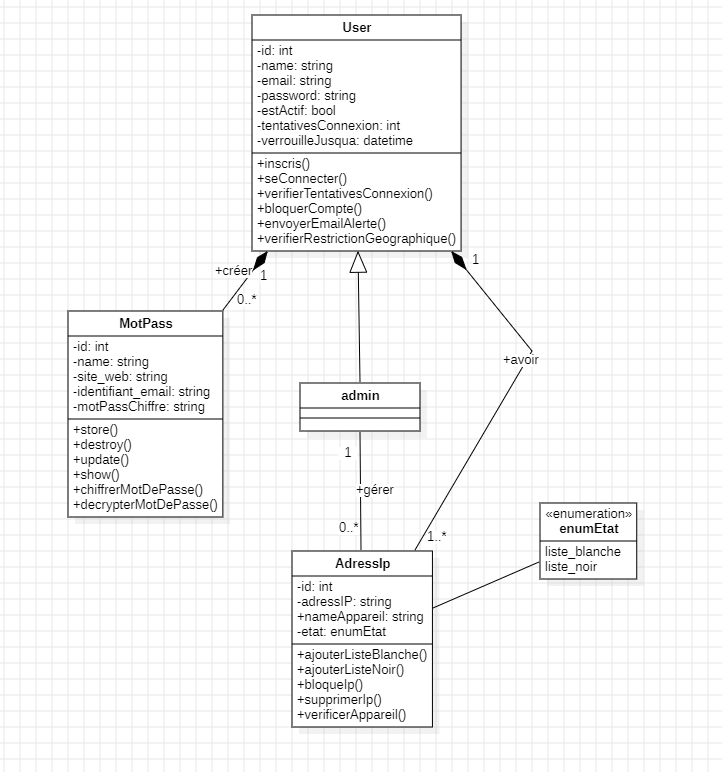 User
-id: int
-name: string
-email: string
-password: string
-estActif: bool
-tentativesConnexion: int
-verrouilleJusqua: datetime
+inscris()
+seConnecter()
+verifierTentativesConnexion()
+bloquerCompte()
+envoyerEmailAlerte()
+verifierRestrictionGeographique()
+créer
1
0..*
1
MotPass
-id: int
-name: string
-site_web: string
-identifiant_email: string
-motPassChiffre: string
+store()
+destroy()
+update()
+show()
+chiffrerMotDePasse()
+decrypterMotDePasse()
+avoir
admin
1
+gérer
0..*
1..*
«enumeration»
enumEtat
liste_blanche
liste_noir
AdressIp
-id: int
-adressIP: string
+nameAppareil: string
-etat: enumEtat
+ajouterListeBlanche()
+ajouterListeNoir()
+bloqueIp()
+supprimerIp()
+verificerAppareil()